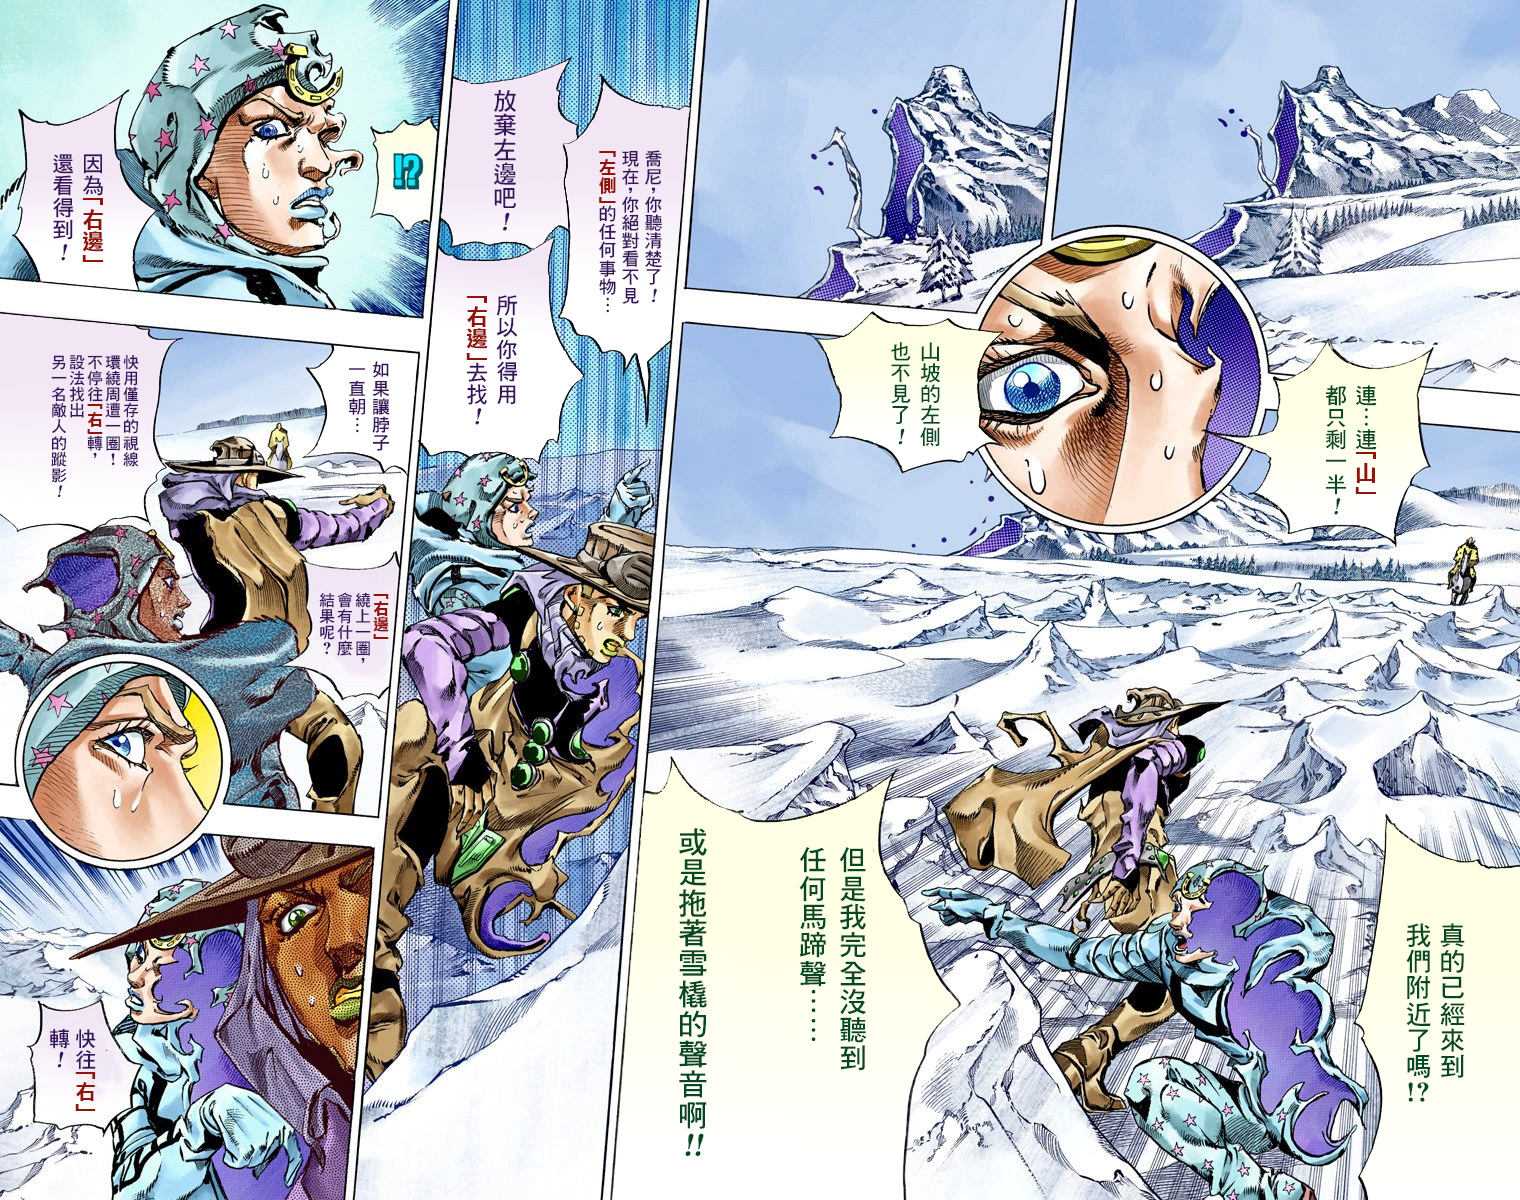 連…連「山」
都只剩一半！
山坡的左側
也不見了！
真的已經來到
我們附近了嗎!?
但是我完全沒聽到
任何馬蹄聲……
或是拖著雪橇的聲音啊!!
喬尼，你聽清楚了！
現在，你絕對看不見
「左側」的任何事物…
放棄左邊吧！
所以你得用
「右邊」去找！
!?
因為「右邊」
還看得到！
如果讓脖子
一直朝…
「右邊」
繞上一圈，
會有什麼
結果呢？
快用僅存的視線
環繞周遭一圈！
不停往「右」轉，
設法找出
另一名敵人的蹤影！
快往「右」
轉！